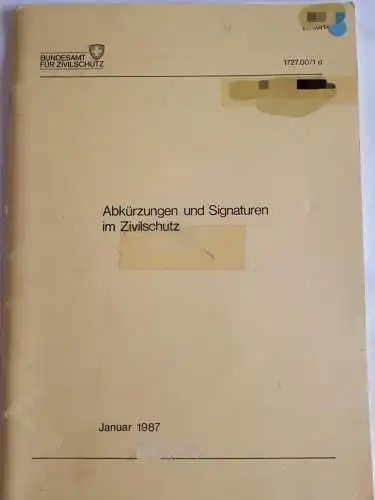 BUNDESAMT
FÜR ZIVILSCHUTZ
1727.00/1 d
Abkürzungen und Signaturen
im Zivilschutz
Januar 1987